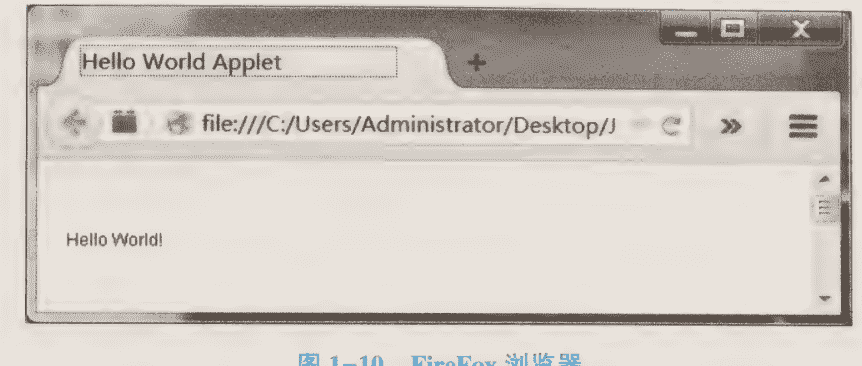 Hello World Applet
file:///C:/Users/Administrator/Desktop/J
Hello World!
图 1-10 FireFox 浏览器